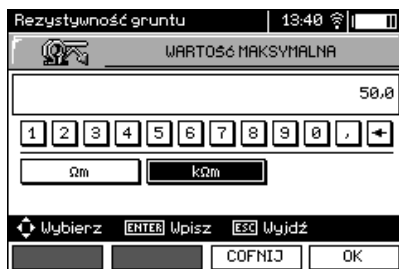 Rezystywność gruntu 13:40
WARTOŚĆ MAKSYMALNA
50,0
1 2 3 4 5 6 7 8 9 0 ,
Ωm kΩm
Wybierz ENTER Wpisz ESC Wyjdź
COFNIJ OK